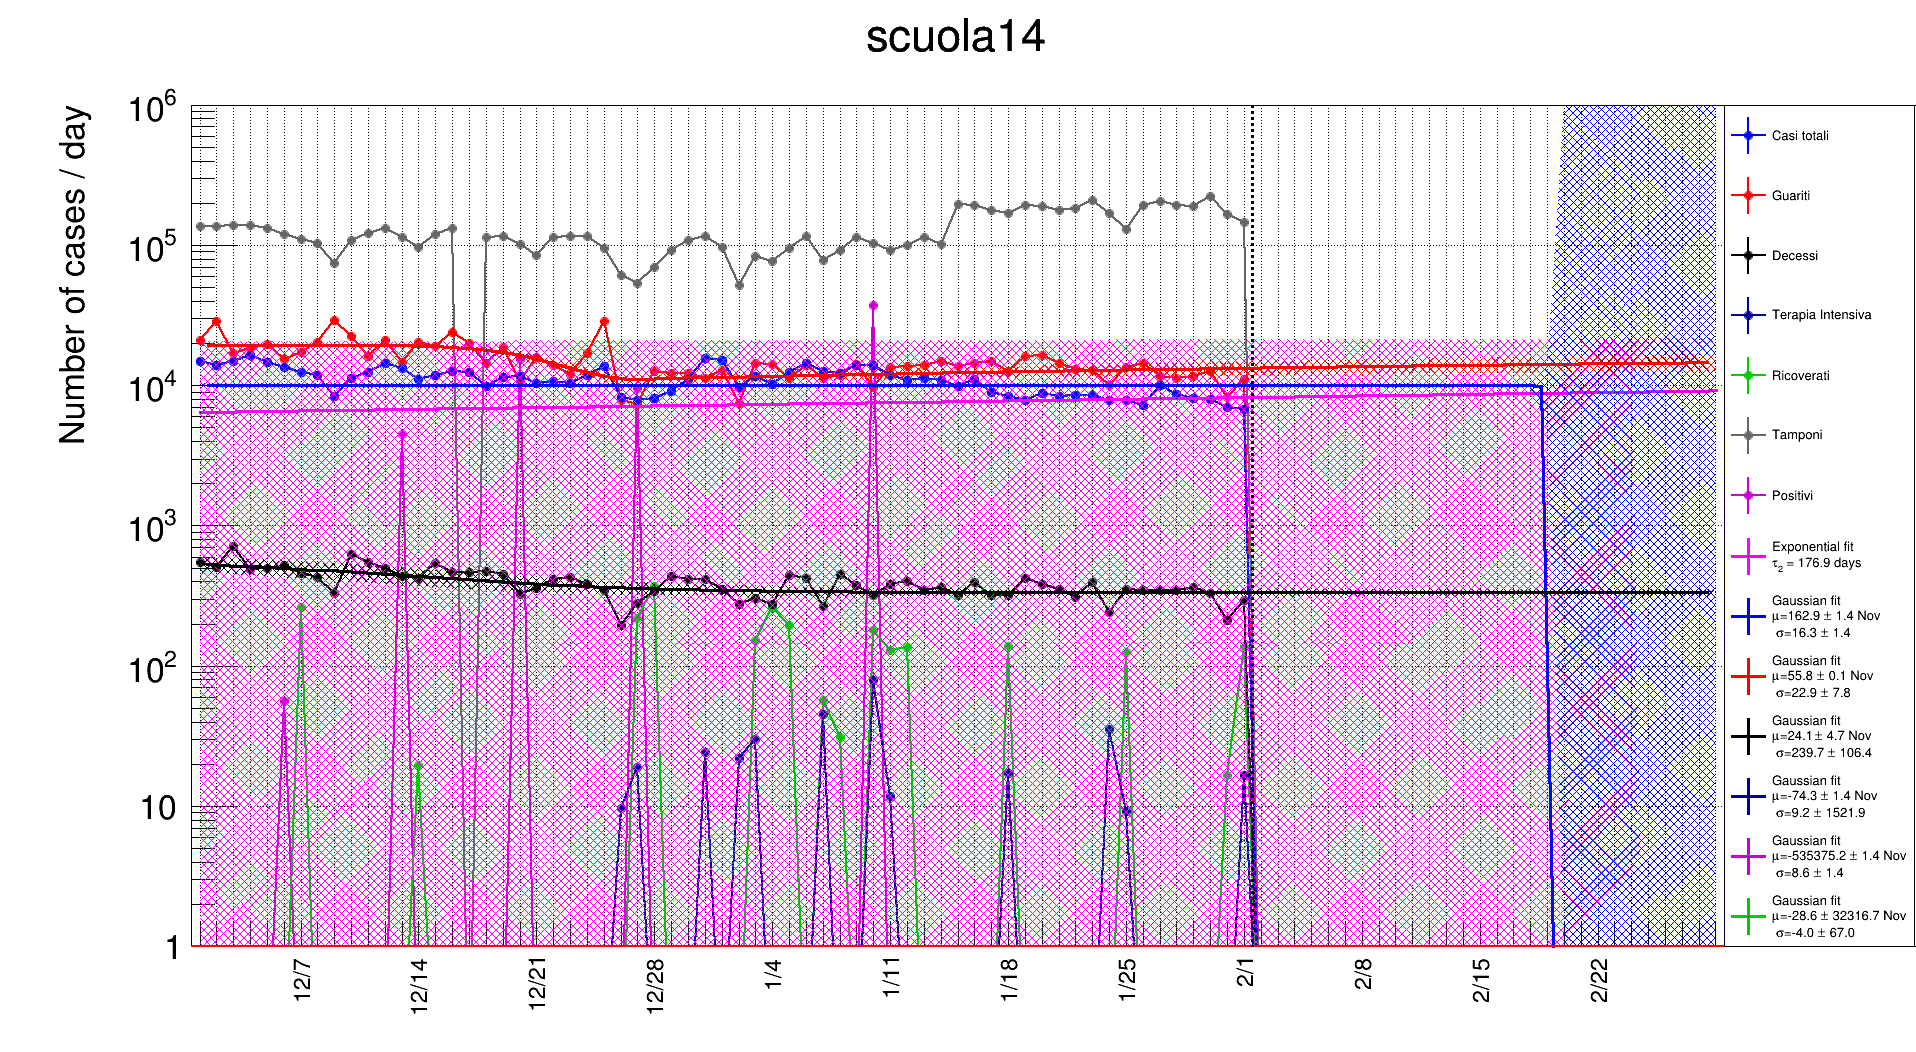 scuola14
Number of cases / day
10^6
10^5
10^4
10^3
10^2
10
1
12/7
12/14
12/21
12/28
1/4
1/11
1/18
1/25
2/1
2/8
2/15
2/22
Casi totali
Guariti
Decessi
Terapia Intensiva
Ricoverati
Tamponi
Positivi
Exponential fit
τ₂ = 176.9 days
Gaussian fit
μ=162.9 ± 1.4 Nov
σ=16.3 ± 1.4
Gaussian fit
μ=55.8 ± 0.1 Nov
σ=22.9 ± 7.8
Gaussian fit
μ=24.1 ± 4.7 Nov
σ=239.7 ± 106.4
Gaussian fit
μ=-74.3 ± 1.4 Nov
σ=9.2 ± 1521.9
Gaussian fit
μ=-535375.2 ± 1.4 Nov
σ=8.6 ± 1.4
Gaussian fit
μ=-28.6 ± 32316.7 Nov
σ=-4.0 ± 67.0